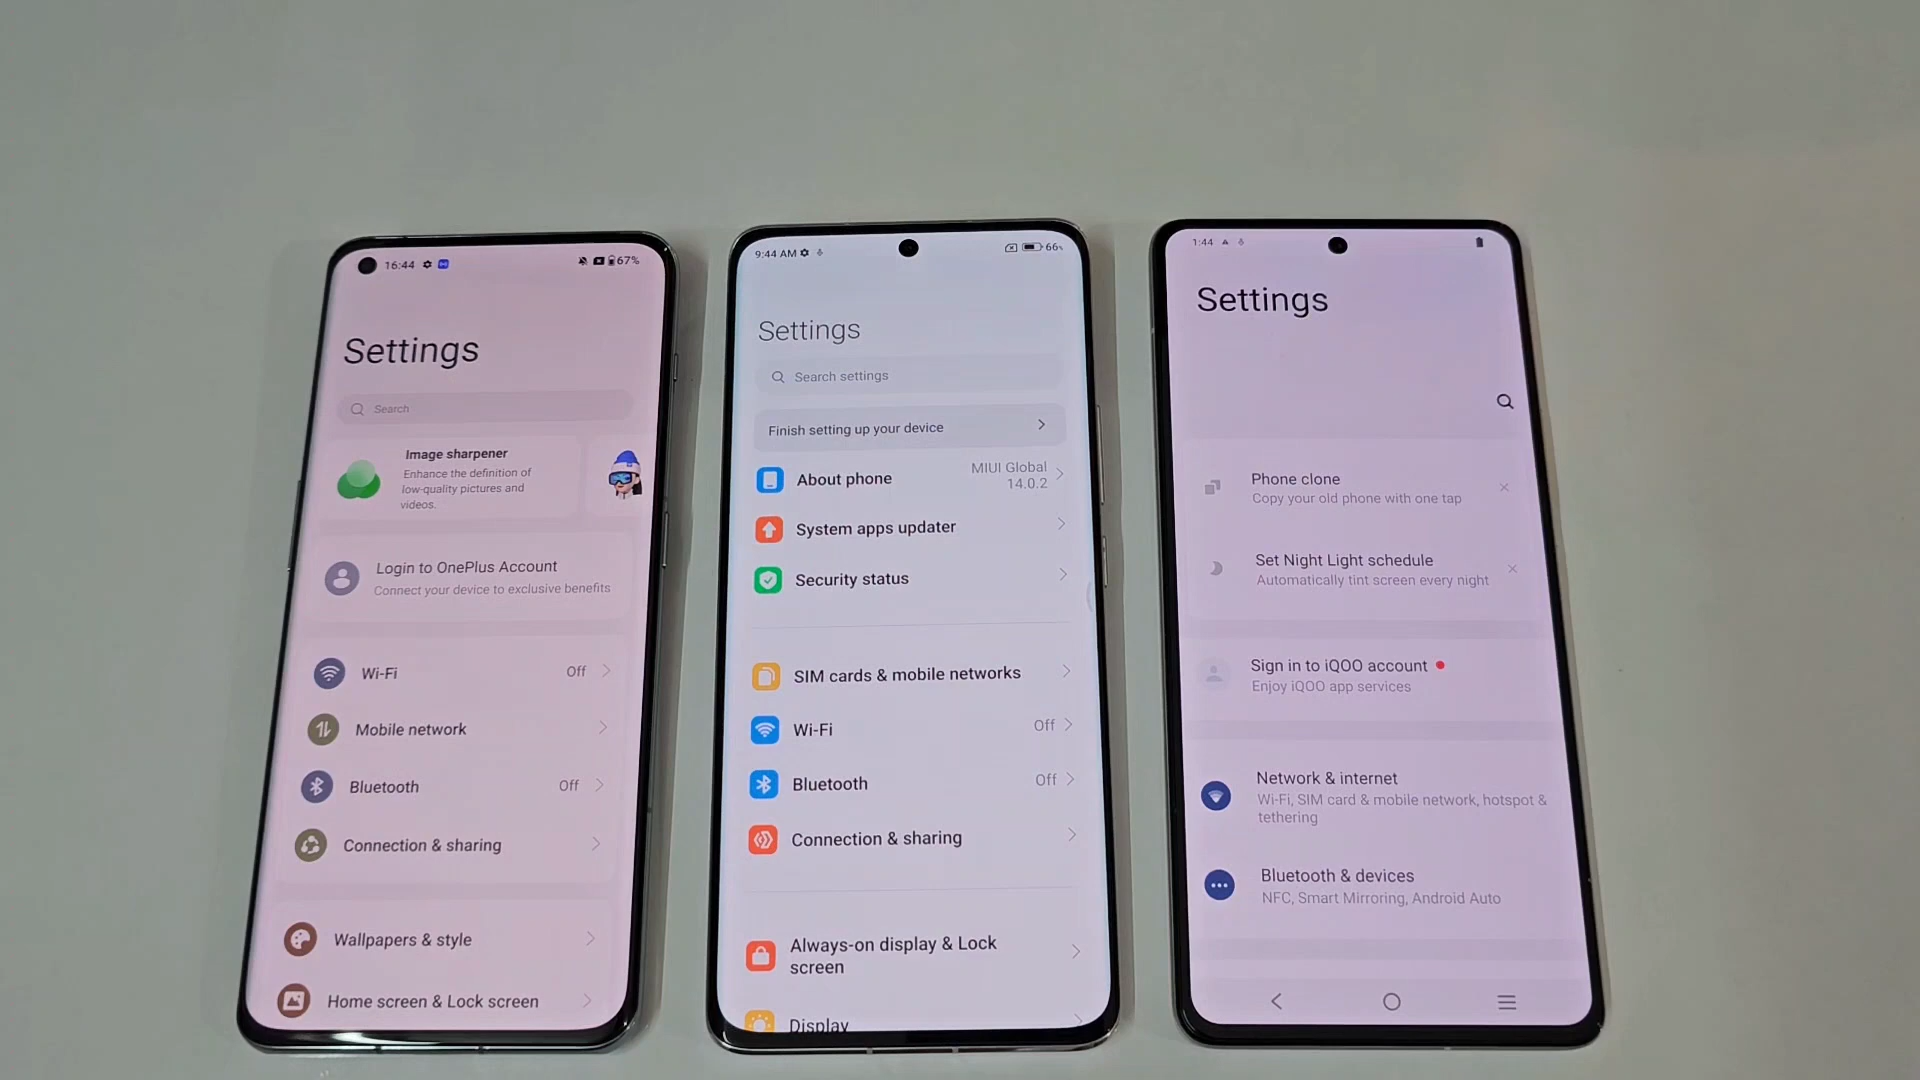 16:44
67%
Settings
Search
Image sharpener
Enhance the definition of
low-quality pictures and
videos.
Login to OnePlus Account
Connect your device to exclusive benefits
Wi-Fi
Off
Mobile network
Bluetooth
Off
Connection & sharing
Wallpapers & style
Home screen & Lock screen
9:44 AM
66%
Settings
Search settings
Finish setting up your device
About phone
MIUI Global
14.0.2
System apps updater
Security status
SIM cards & mobile networks
Wi-Fi
Off
Bluetooth
Off
Connection & sharing
Always-on display & Lock
screen
Display
1:44
Settings
Phone clone
Copy your old phone with one tap
Set Night Light schedule
Automatically tint screen every night
Sign in to iQOO account
Enjoy iQOO app services
Network & internet
Wi-Fi, SIM card & mobile network, hotspot &
tethering
Bluetooth & devices
NFC, Smart Mirroring, Android Auto